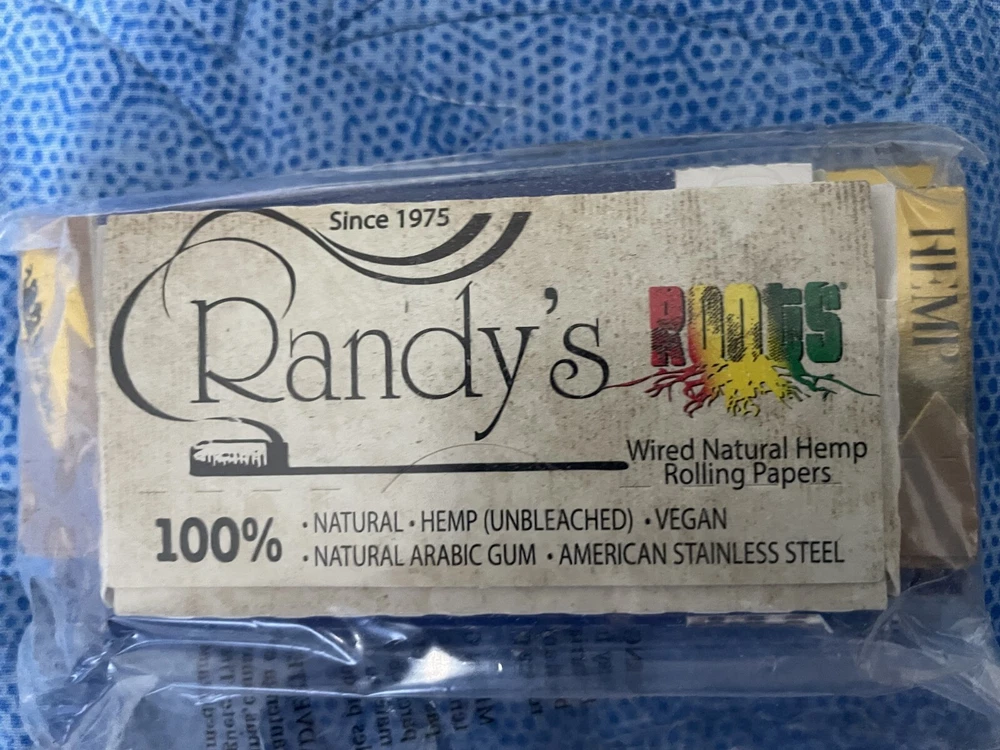 Since 1975
Randy's
ROOTS
Wired Natural Hemp
Rolling Papers
100%
• NATURAL • HEMP (UNBLEACHED) • VEGAN
• NATURAL ARABIC GUM • AMERICAN STAINLESS STEEL
HEMP